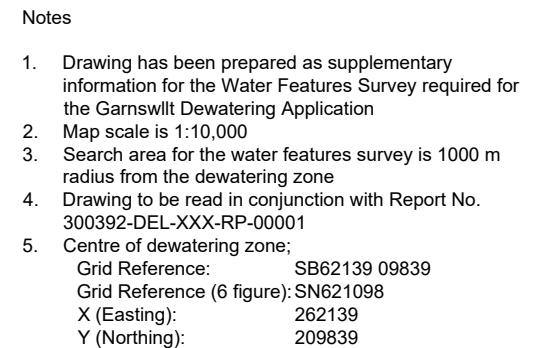 Notes
1. Drawing has been prepared as supplementary
information for the Water Features Survey required for
the Garnswllt Dewatering Application
2. Map scale is 1:10,000
3. Search area for the water features survey is 1000 m
radius from the dewatering zone
4. Drawing to be read in conjunction with Report No.
300392-DEL-XXX-RP-00001
5. Centre of dewatering zone;
Grid Reference: SB62139 09839
Grid Reference (6 figure): SN621098
X (Easting): 262139
Y (Northing): 209839